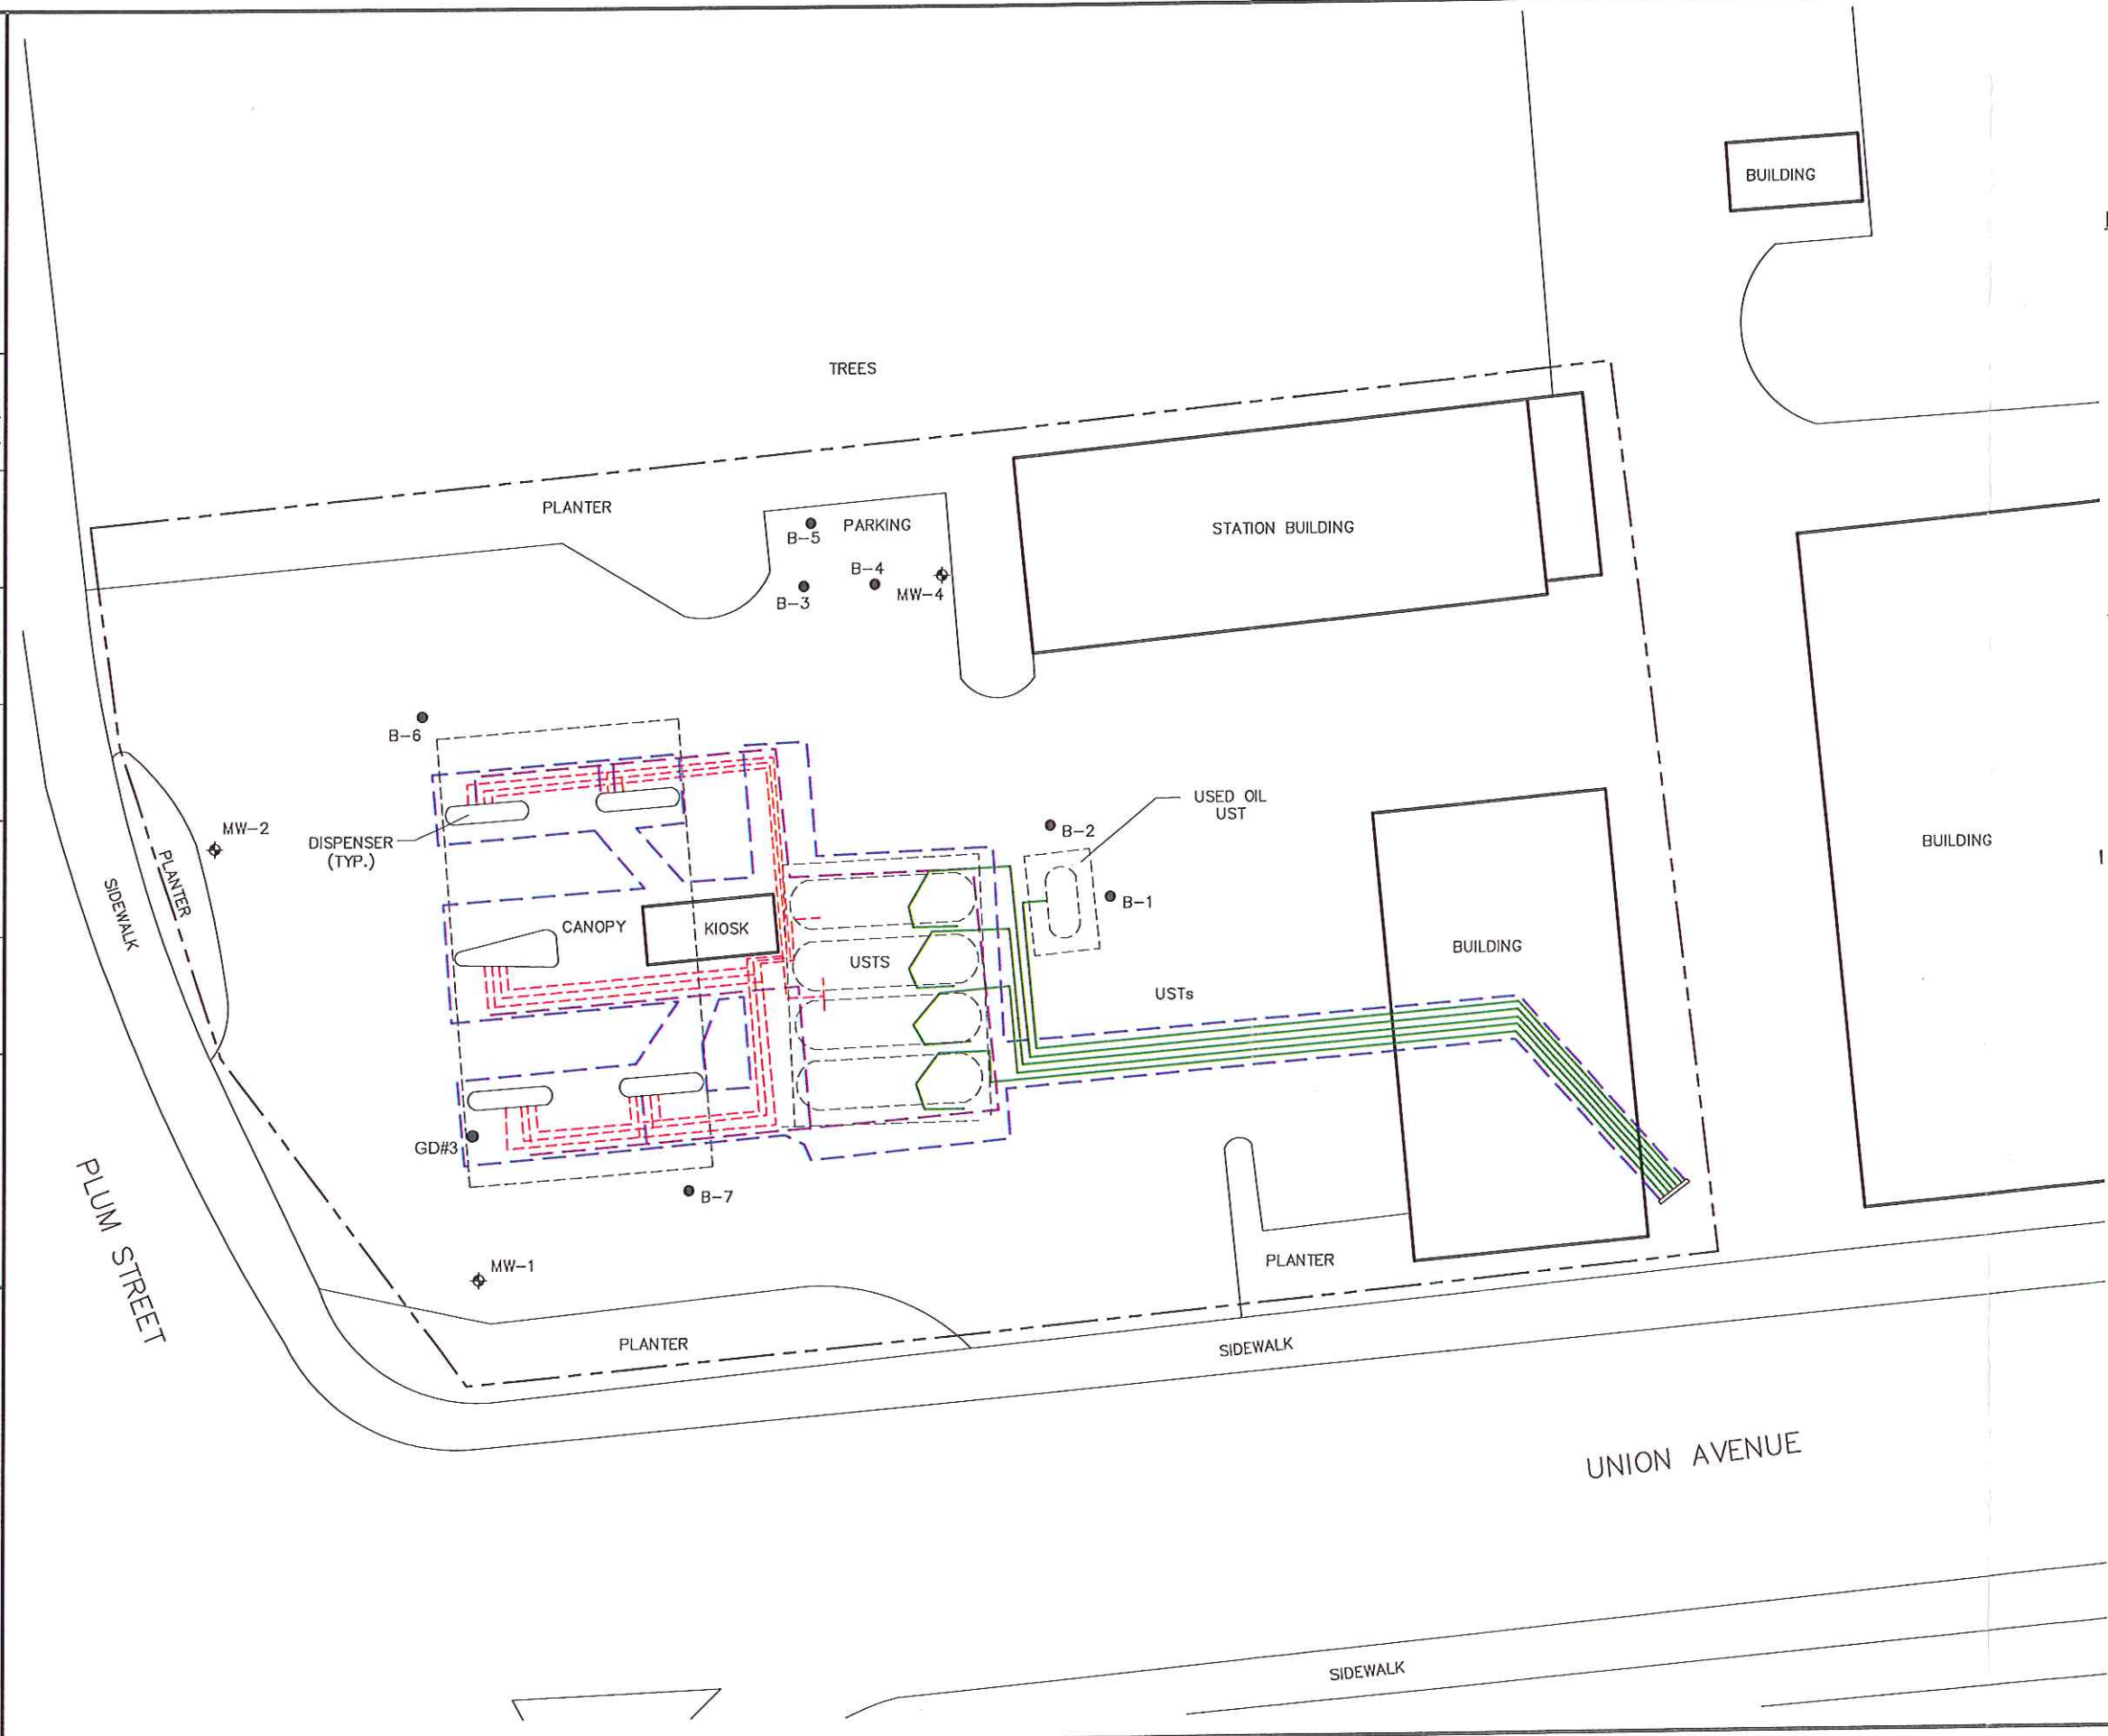 BUILDING
TREES
PLANTER
B-5
PARKING
STATION BUILDING
B-4
B-3
MW-4
B-6
USED OIL
UST
MW-2
B-2
DISPENSER
(TYP.)
BUILDING
PLANTER
B-1
SIDEWALK
CANOPY
KIOSK
BUILDING
USTS
USTs
GD#3
B-7
PLUM STREET
MW-1
PLANTER
PLANTER
SIDEWALK
UNION AVENUE
SIDEWALK